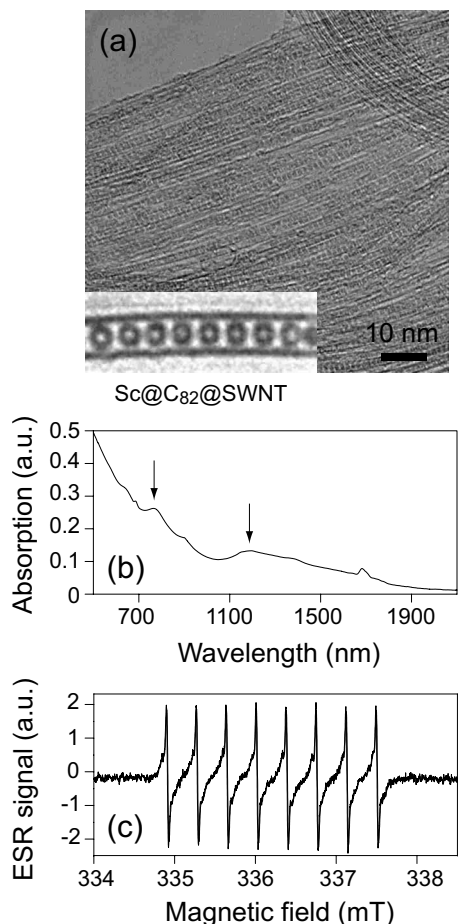 (a)
10 nm
Sc@C₈₂@SWNT
Absorption (a.u.)
0.5
0.4
0.3
0.2
0.1
0
(b)
700 1100 1500 1900
Wavelength (nm)
ESR signal (a.u.)
2
1
0
-1
-2
(c)
334 335 336 337 338
Magnetic field (mT)